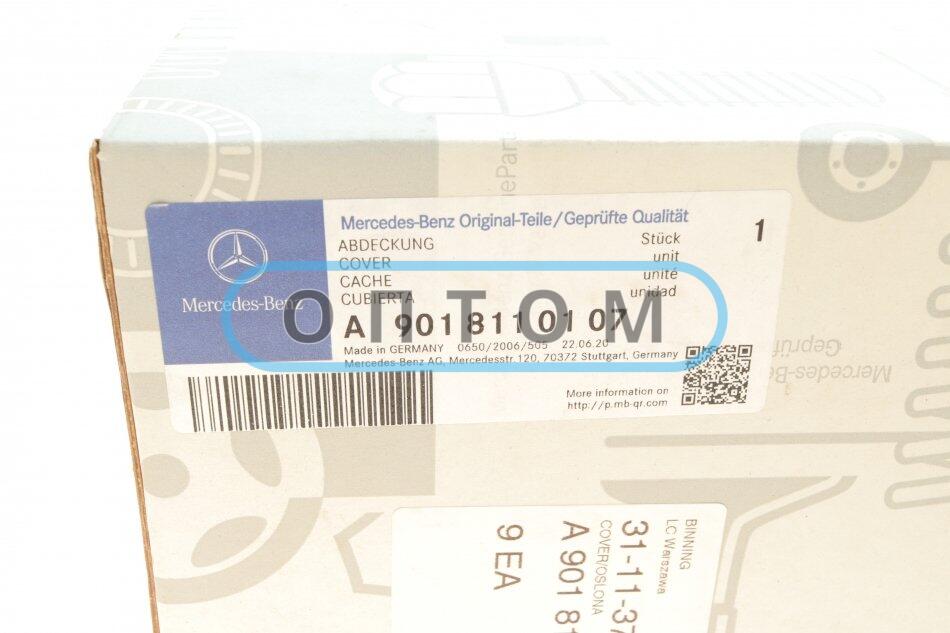 Mercedes-Benz
Mercedes-Benz Original-Teile/Geprüfte Qualität
1
ABDECKUNG
COVER
CACHE
CUBIERTA
Stück
unit
unité
unidad
A 901 811 01 07
Made in GERMANY 0650/2006/505 22.06.20
Mercedes-Benz AG, Mercedesstr.120, 70372 Stuttgart, Germany
More information on
http://p.mb-qr.com
ОПТОМ
BINNING
LC Warszawa
31-11-37
COVER/OSLONA
A 901 81
9 EA